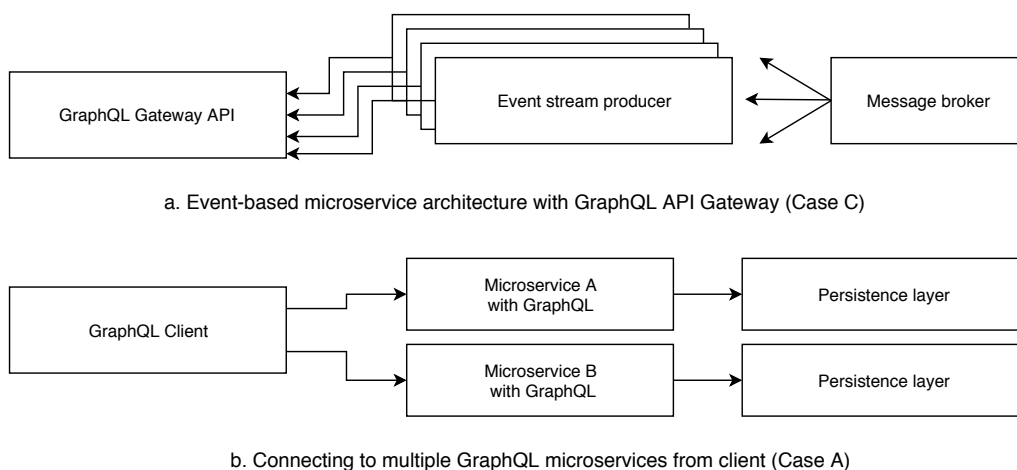 GraphQL Gateway API
Event stream producer
Message broker
a. Event-based microservice architecture with GraphQL API Gateway (Case C)
GraphQL Client
Microservice A
with GraphQL
Persistence layer
Microservice B
with GraphQL
Persistence layer
b. Connecting to multiple GraphQL microservices from client (Case A)